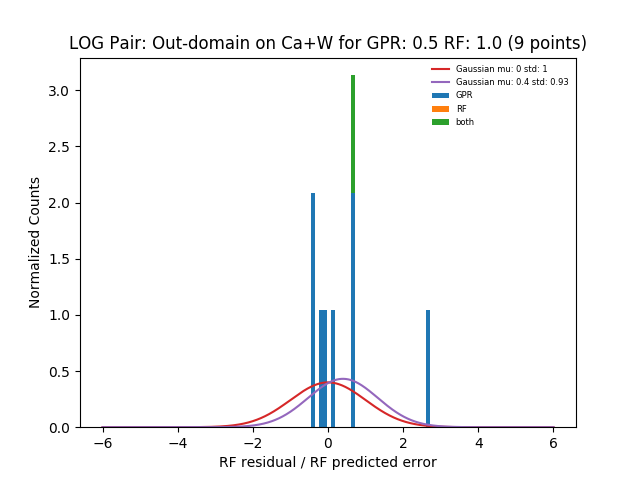 LOG Pair: Out-domain on Ca+W for GPR: 0.5 RF: 1.0 (9 points)
Gaussian mu: 0 std: 1
Gaussian mu: 0.4 std: 0.93
GPR
RF
both
Normalized Counts
3.0
2.5
2.0
1.5
1.0
0.5
0.0
−6 −4 −2 0 2 4 6
RF residual / RF predicted error